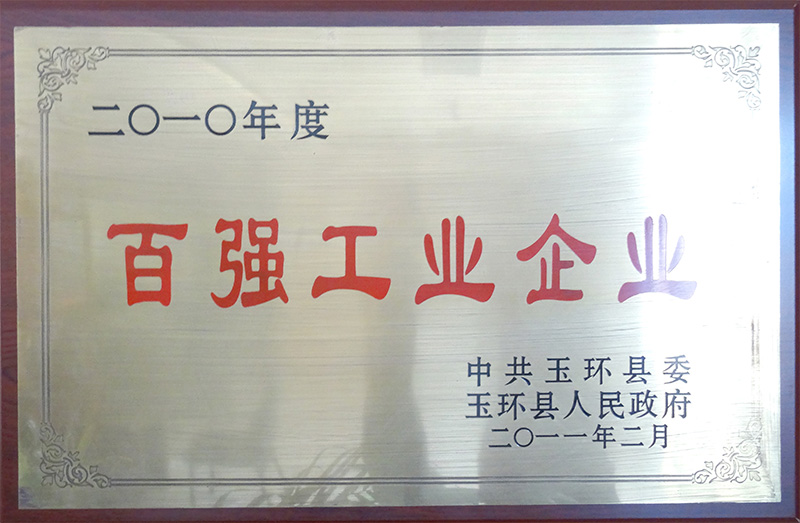 二〇一〇年度
百强工业企业
中共玉环县委
玉环县人民政府
二〇一一年二月